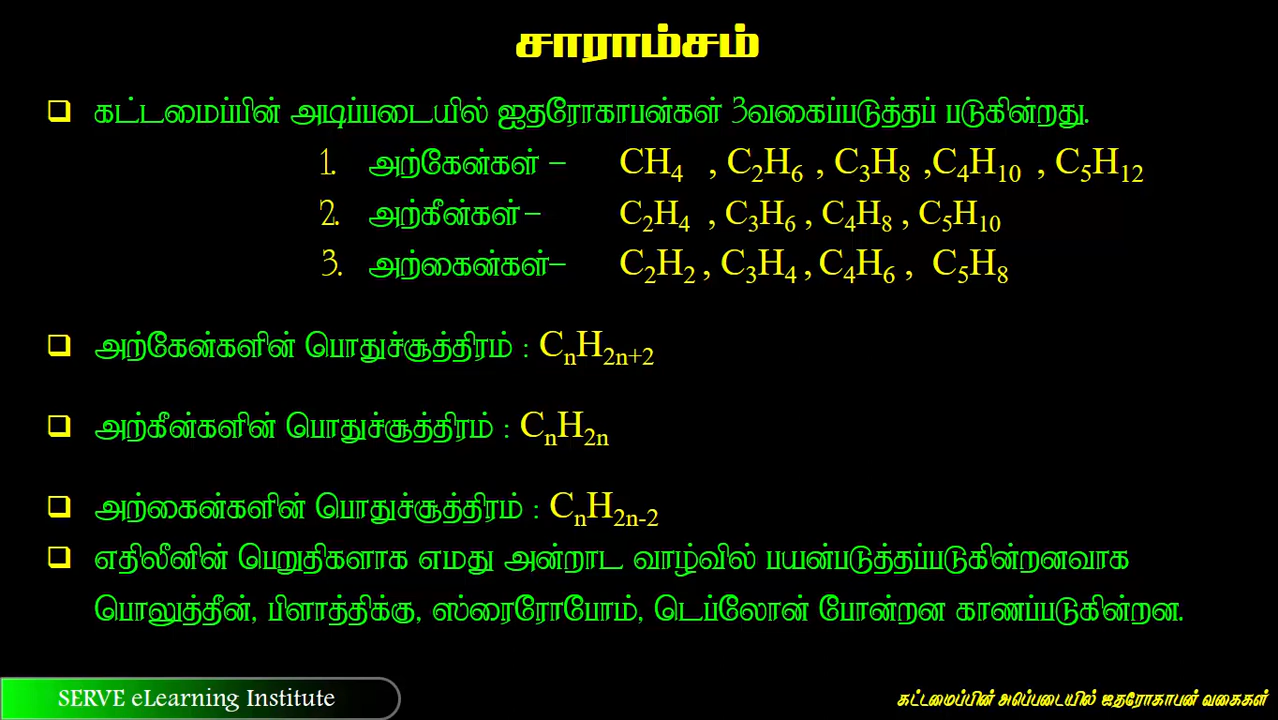 சாராம்சம்
கட்டமைப்பின் அடிப்படையில் ஐதரோகாபன்கள் 3வகைப்படுத்தப் படுகின்றது.
1. அற்கேன்கள் – CH₄ , C₂H₆ , C₃H₈ ,C₄H₁₀ , C₅H₁₂
2. அற்கீன்கள்– C₂H₄ , C₃H₆ , C₄H₈ , C₅H₁₀
3. அற்கைன்கள்– C₂H₂ , C₃H₄ , C₄H₆ , C₅H₈
அற்கேன்களின் பொதுச்சூத்திரம் : CₙH₂ₙ₊₂
அற்கீன்களின் பொதுச்சூத்திரம் : CₙH₂ₙ
அற்கைன்களின் பொதுச்சூத்திரம் : CₙH₂ₙ₋₂
எதிலீனின் பெறுதிகளாக எமது அன்றாட வாழ்வில் பயன்படுத்தப்படுகின்றனவாக
பொலுத்தீன், பிளாத்திக்கு, ஸ்ரைரோபோம், டெப்லோன் போன்றன காணப்படுகின்றன.
SERVE eLearning Institute
கட்டமைப்பின் அப்படையில் ஐதரோகாபன் வகைகள்